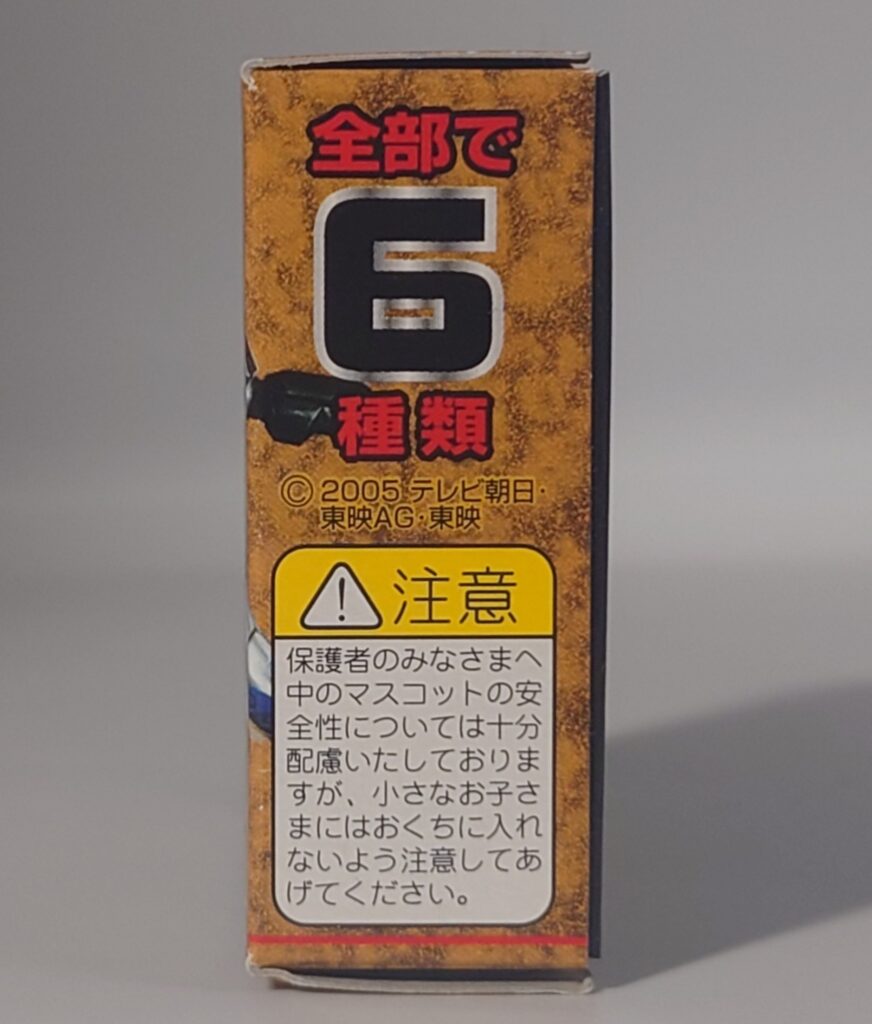 全部で
6
種類
© 2005 テレビ朝日・
東映AG・東映
注意
保護者のみなさまへ
中のマスコットの安
全性については十分
配慮いたしておりま
すが、小さなお子さ
まにはおくちに入れ
ないよう注意してあ
げてください。